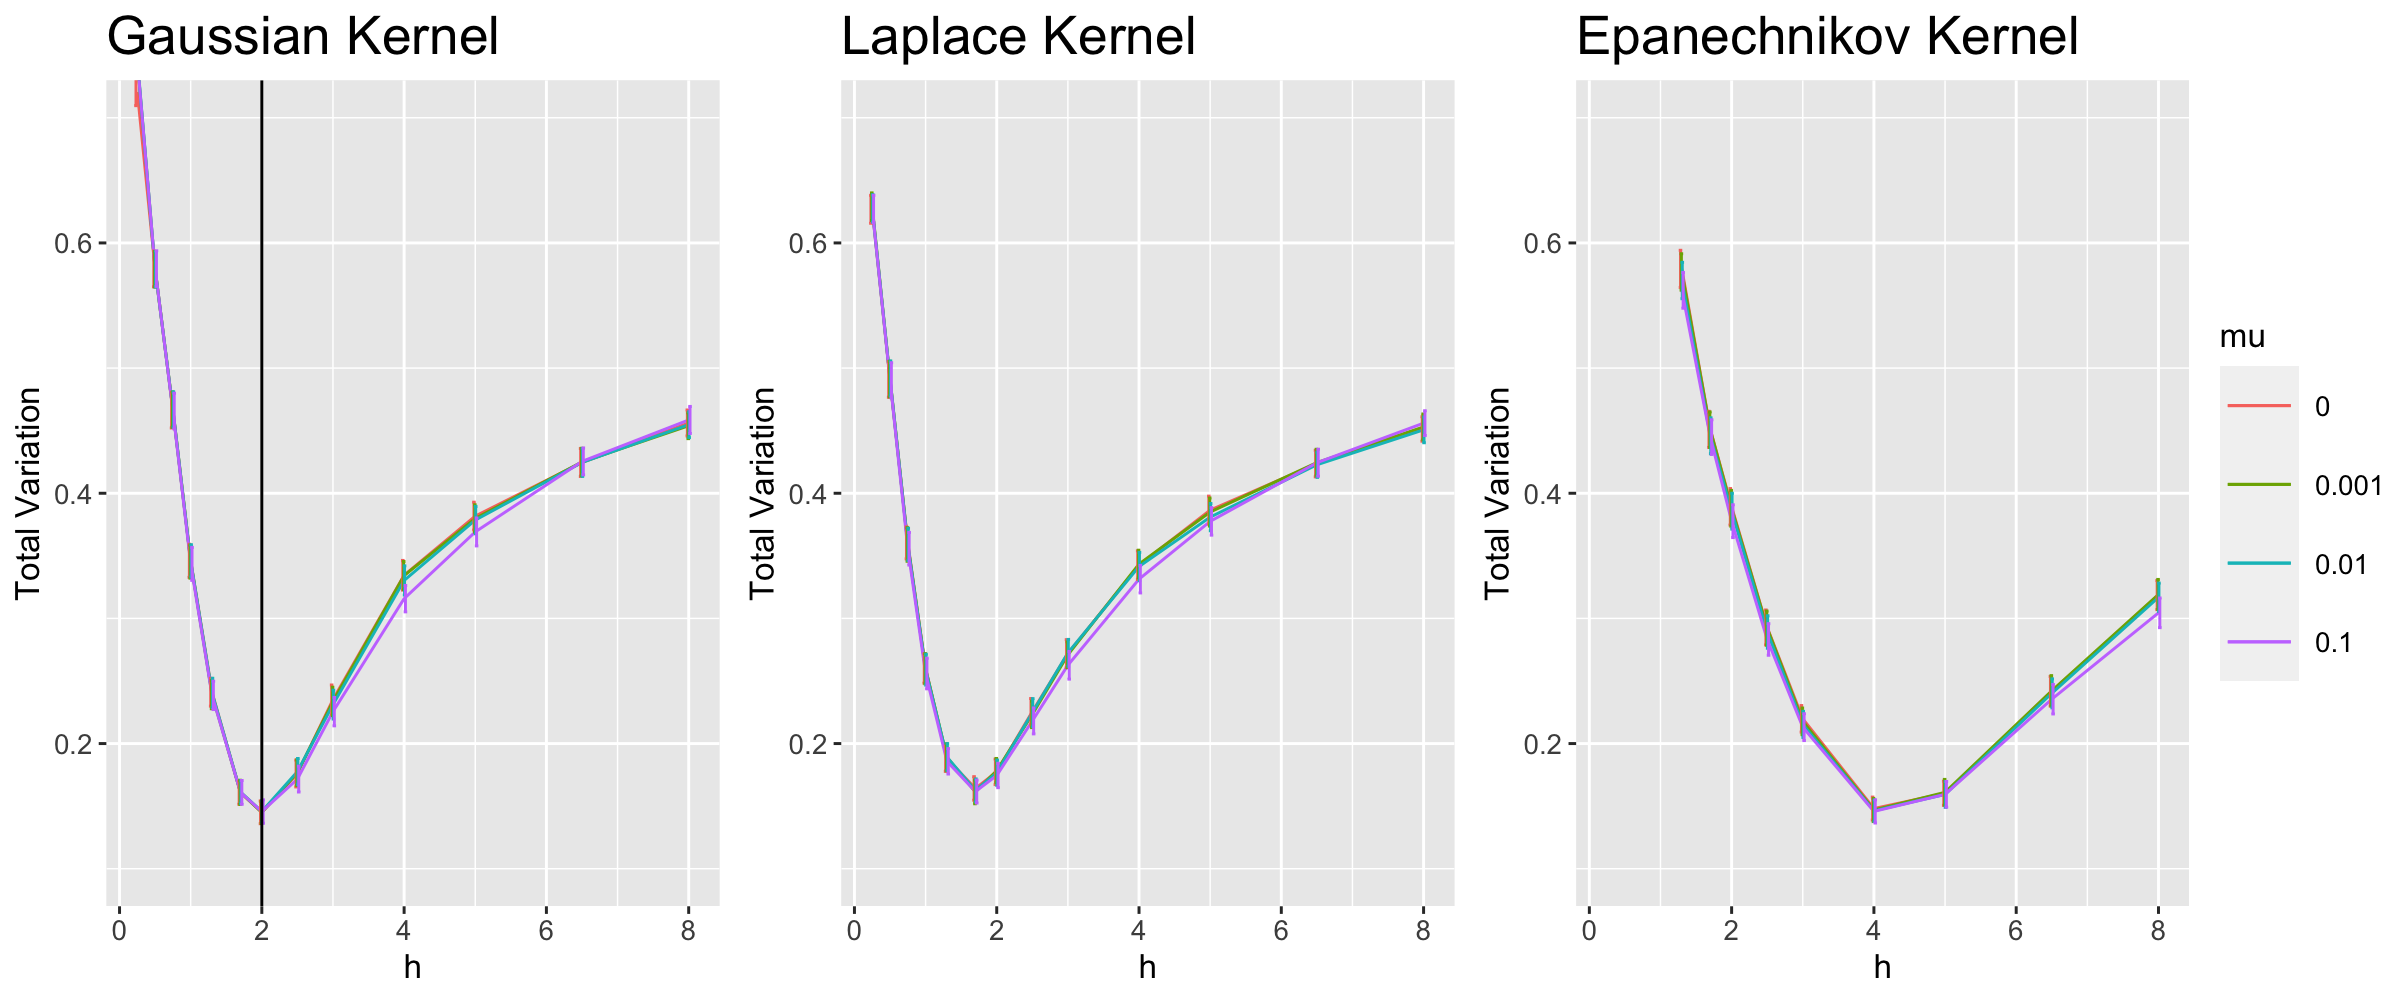 Gaussian Kernel
Total Variation
0.6
0.4
0.2
0 2 4 6 8
h
Laplace Kernel
Total Variation
0.6
0.4
0.2
0 2 4 6 8
h
Epanechnikov Kernel
Total Variation
0.6
0.4
0.2
0 2 4 6 8
h
mu
0
0.001
0.01
0.1